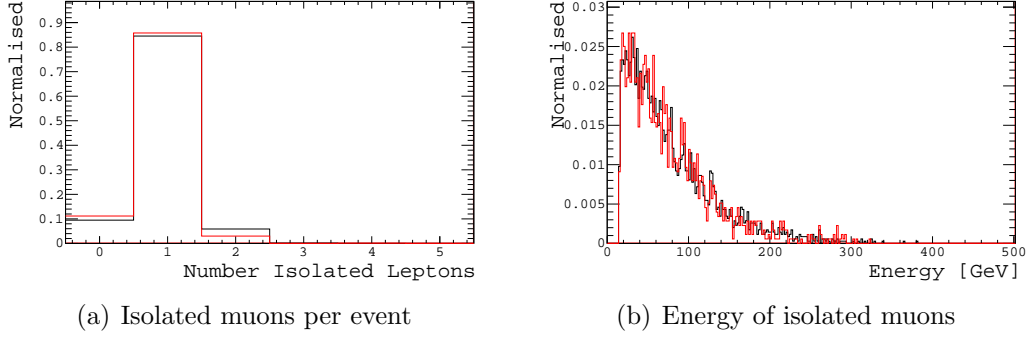 Normalised
0.9
0.8
0.7
0.6
0.5
0.4
0.3
0.2
0.1
0
0 1 2 3 4 5
Number Isolated Leptons
(a) Isolated muons per event
Normalised
0.03
0.025
0.02
0.015
0.01
0.005
0
0 100 200 300 400 500
Energy [GeV]
(b) Energy of isolated muons